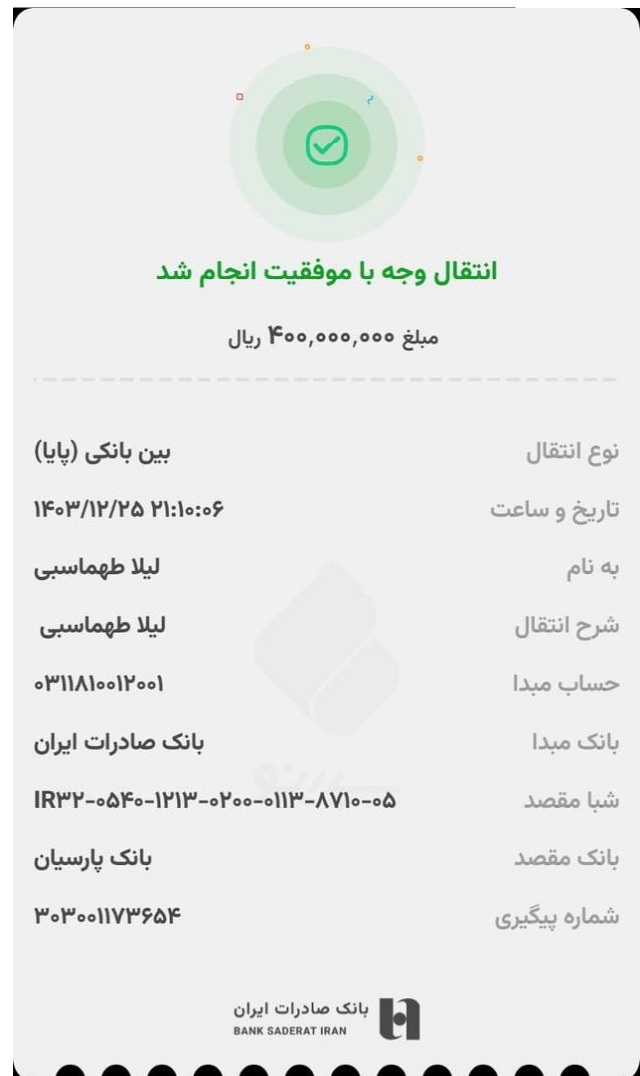 انتقال وجه با موفقیت انجام شد
مبلغ ۴۰۰,۰۰۰,۰۰۰ ریال
نوع انتقال بین بانکی (پایا)
تاریخ و ساعت ۱۴۰۳/۱۲/۲۵ ۲۱:۱۰:۰۶
به نام لیلا طهماسبی
شرح انتقال لیلا طهماسبی
حساب مبدا ۰۳۱۱۸۱۰۰۱۲۰۰۱
بانک مبدا بانک صادرات ایران
شبا مقصد IR۳۲-۰۵۴۰-۱۲۱۳-۰۲۰۰-۰۱۱۳-۸۷۱۰-۰۵
بانک مقصد بانک پارسیان
شماره پیگیری ۳۰۳۰۰۱۱۷۳۶۵۴
بانک صادرات ایران
BANK SADERAT IRAN